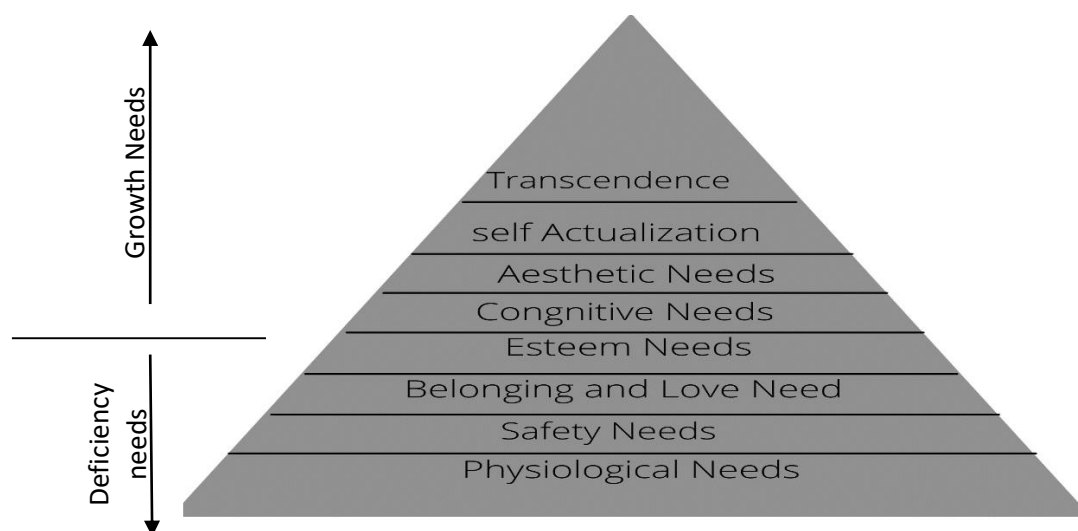 Growth Needs
Transcendence
self Actualization
Aesthetic Needs
Congnitive Needs
Esteem Needs
Belonging and Love Need
Safety Needs
Physiological Needs
Deficiency
needs